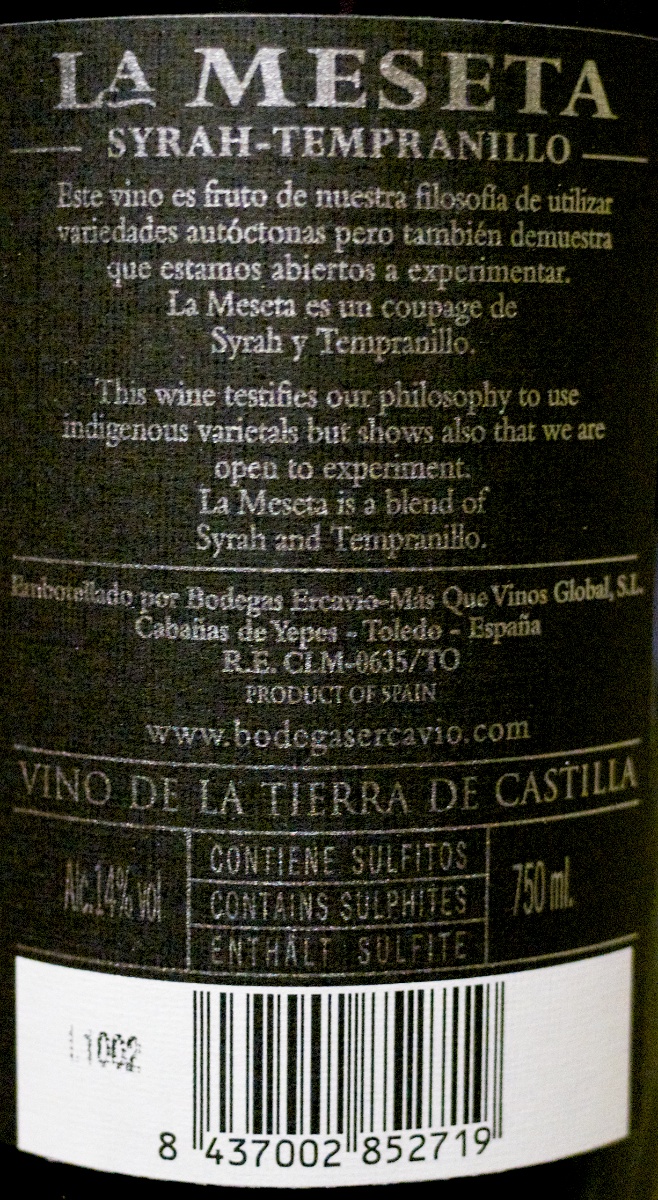 LA MESETA
SYRAH-TEMPRANILLO
Este vino es fruto de nuestra filosofía de utilizar
variedades autóctonas pero también demuestra
que estamos abiertos a experimentar.
La Meseta es un coupage de
Syrah y Tempranillo.
This wine testifies our philosophy to use
indigenous varietals but shows also that we are
open to experiment.
La Meseta is a blend of
Syrah and Tempranillo.
Embotellado por Bodegas Ercavio-Más Que Vinos Global, S.L.
Cabañas de Yepes - Toledo - España
R.E. CLM-0635/TO
PRODUCT OF SPAIN
www.bodegasercavio.com
VINO DE LA TIERRA DE CASTILLA
Alc.14% vol
CONTIENE SULFITOS
CONTAINS SULPHITES
ENTHÄLT SULFITE
750 ml.
L1002
8 437002 852719